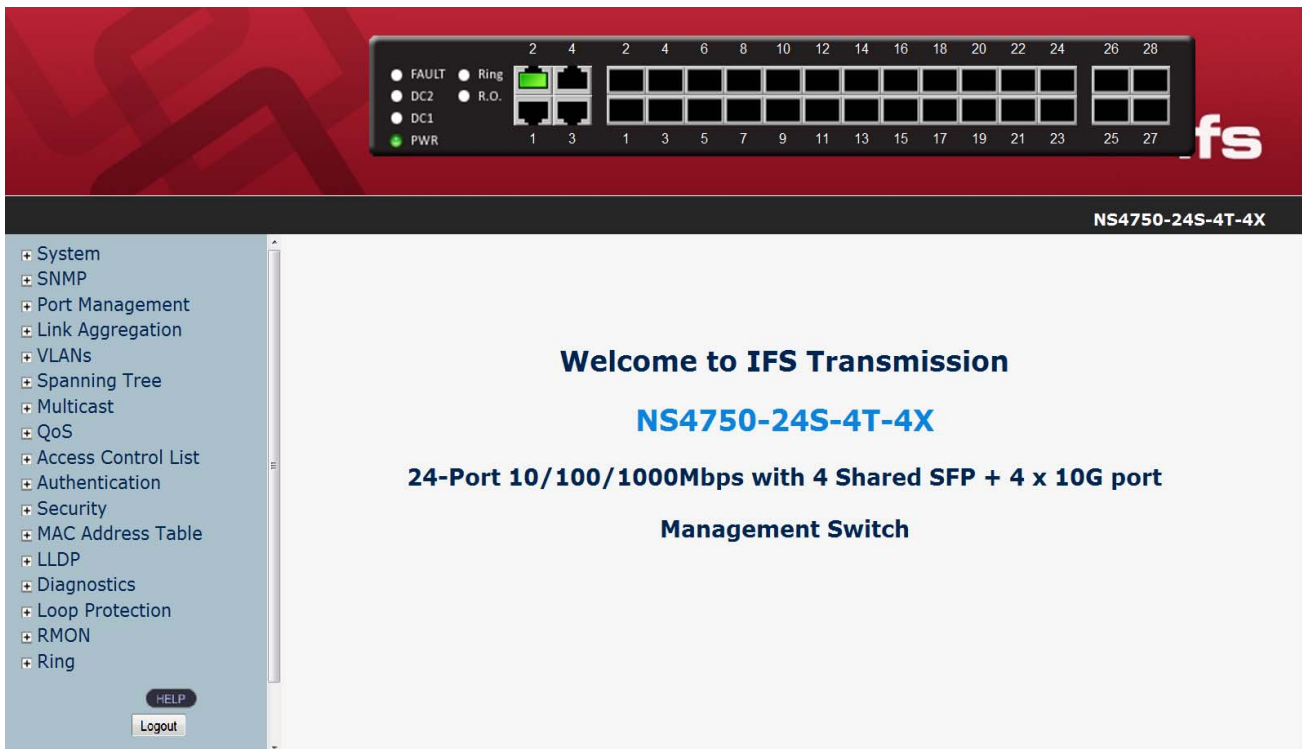 2 4 2 4 6 8 10 12 14 16 18 20 22 24 26 28
FAULT Ring
DC2 R.O.
DC1
PWR 1 3 1 3 5 7 9 11 13 15 17 19 21 23 25 27
ifs
NS4750-24S-4T-4X
System
SNMP
Port Management
Link Aggregation
VLANs
Spanning Tree
Multicast
QoS
Access Control List
Authentication
Security
MAC Address Table
LLDP
Diagnostics
Loop Protection
RMON
Ring
HELP
Logout
Welcome to IFS Transmission
NS4750-24S-4T-4X
24-Port 10/100/1000Mbps with 4 Shared SFP + 4 x 10G port
Management Switch